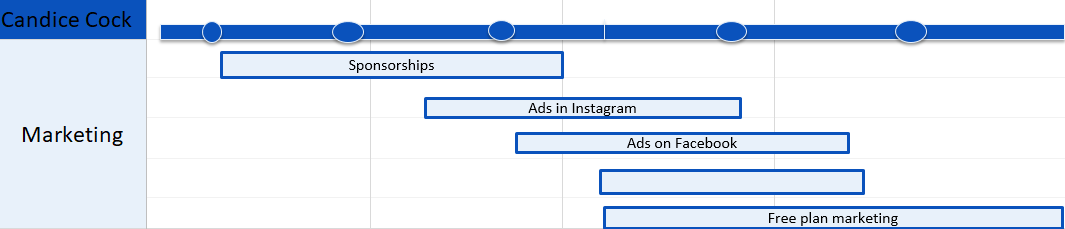 Candice Cock
Sponsorships
Ads in Instagram
Marketing
Ads on Facebook
Free plan marketing